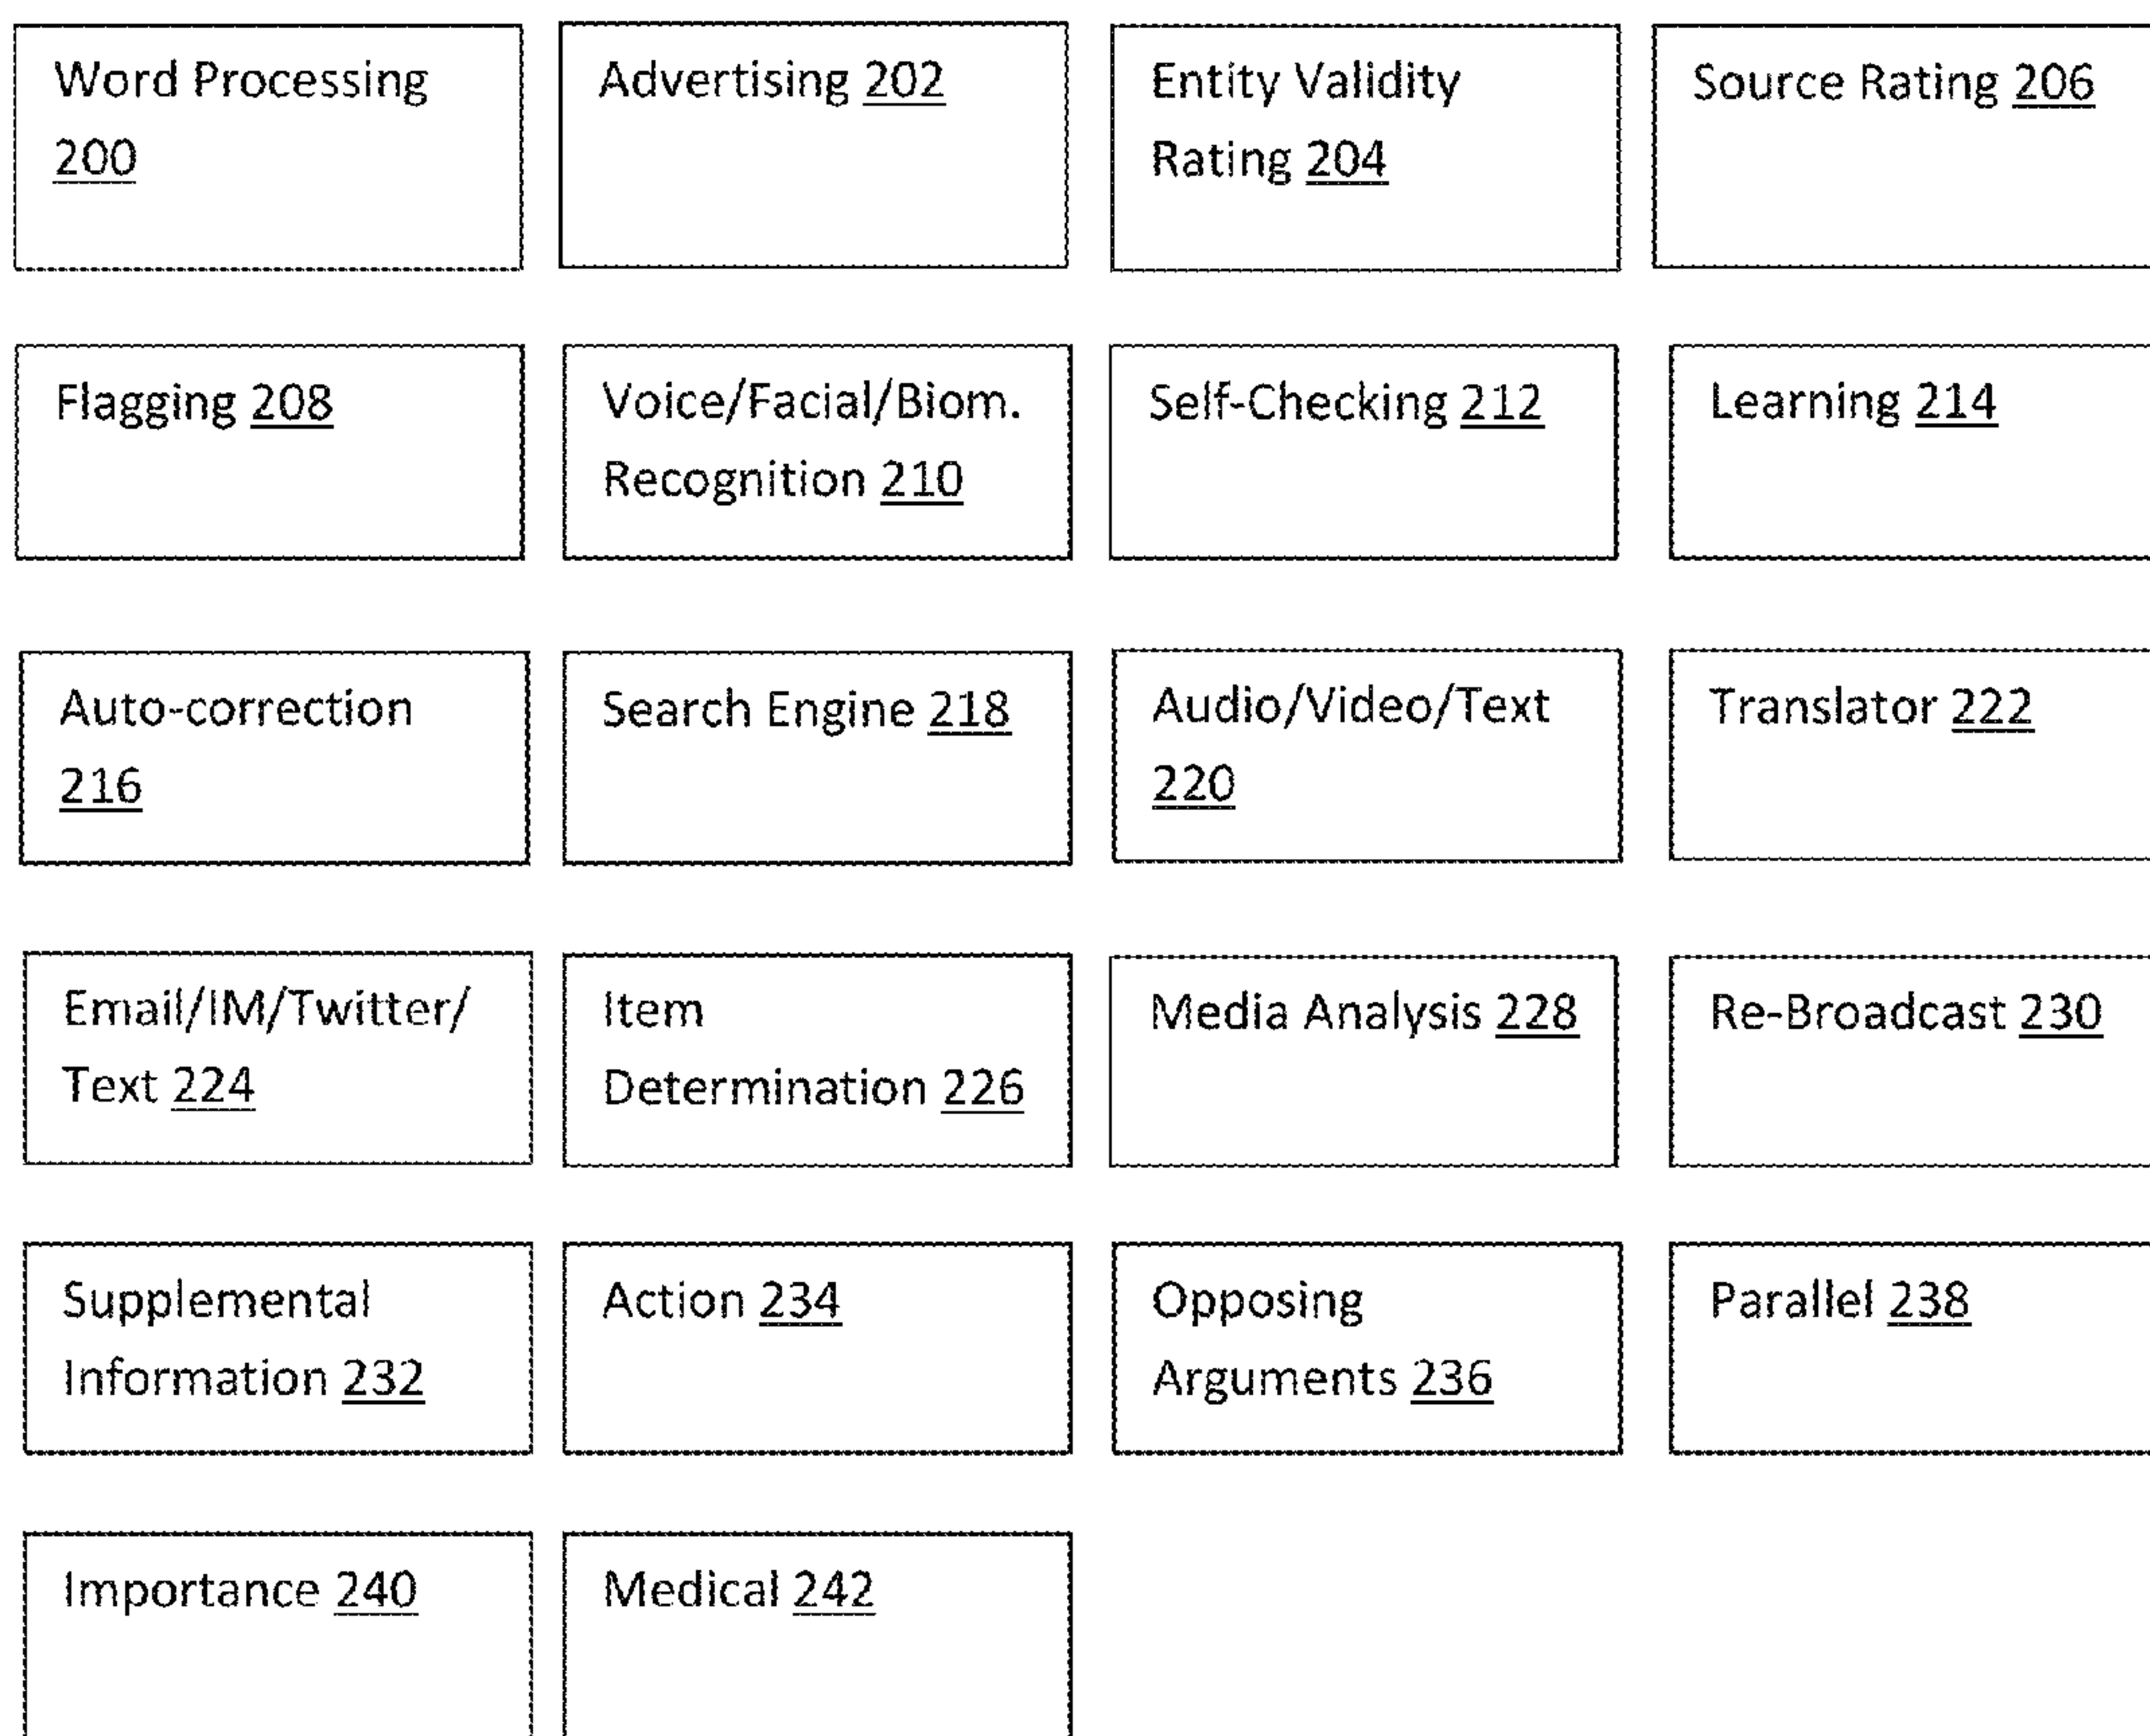 Word Processing
200
Advertising 202
Entity Validity
Rating 204
Source Rating 206
Flagging 208
Voice/Facial/Biom.
Recognition 210
Self-Checking 212
Learning 214
Auto-correction
216
Search Engine 218
Audio/Video/Text
220
Translator 222
Email/IM/Twitter/
Text 224
Item
Determination 226
Media Analysis 228
Re-Broadcast 230
Supplemental
Information 232
Action 234
Opposing
Arguments 236
Parallel 238
Importance 240
Medical 242